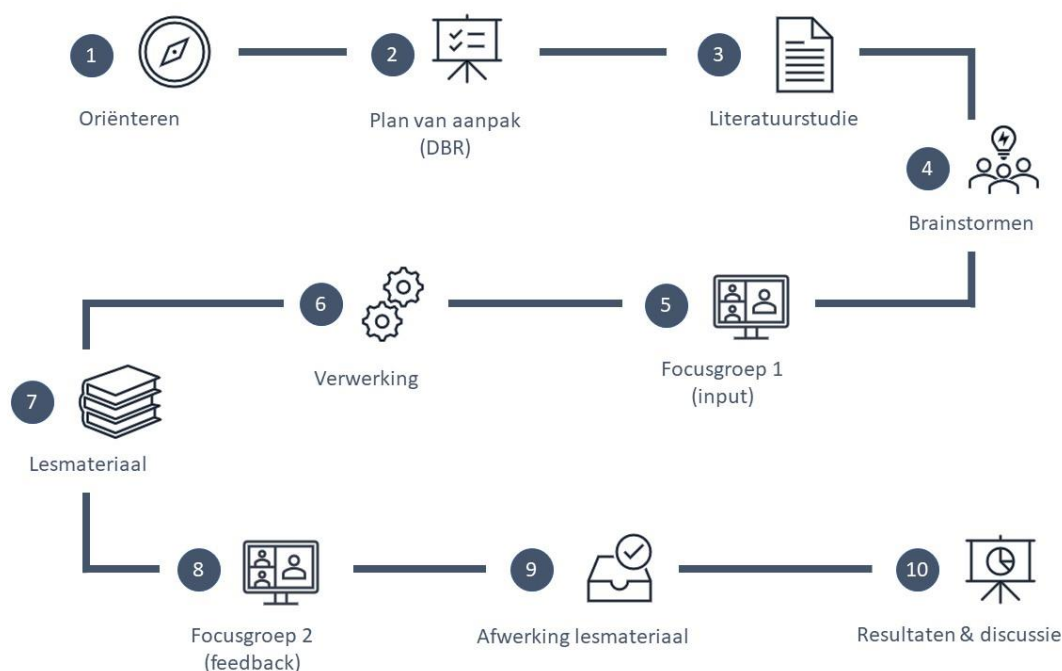 1
Oriënteren
2
Plan van aanpak
(DBR)
3
Literatuurstudie
4
Brainstormen
5
Focusgroep 1
(input)
6
Verwerking
7
Lesmateriaal
8
Focusgroep 2
(feedback)
9
Afwerking lesmateriaal
10
Resultaten & discussie